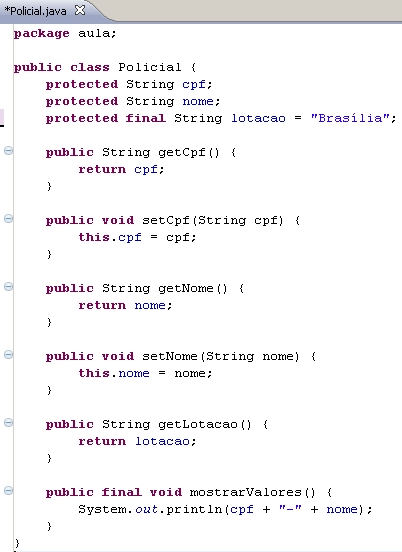 *Policial.java
package aula;
public class Policial {
protected String cpf;
protected String nome;
protected final String lotacao = "Brasília";
public String getCpf() {
return cpf;
}
public void setCpf(String cpf) {
this.cpf = cpf;
}
public String getNome() {
return nome;
}
public void setNome(String nome) {
this.nome = nome;
}
public String getLotacao() {
return lotacao;
}
public final void mostrarValores() {
System.out.println(cpf + "-" + nome);
}
}